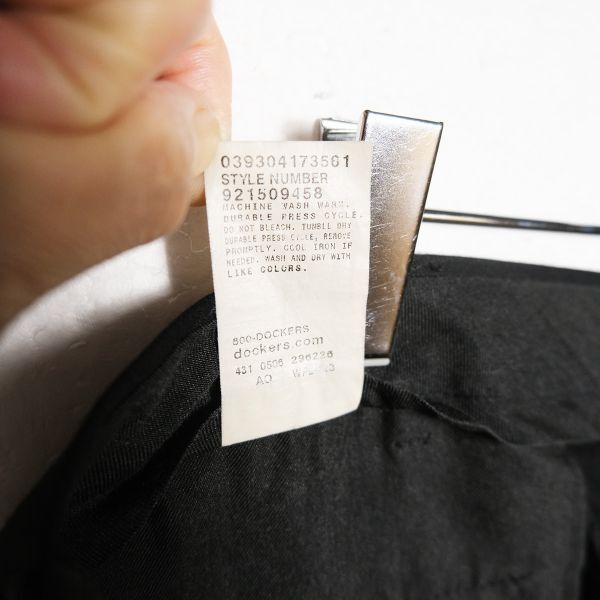 039304173561
STYLE NUMBER
921509458
MACHINE WASH WARM.
DURABLE PRESS CYCLE.
DO NOT BLEACH. TUMBLE DRY
DURABLE PRESS CYCLE, REMOVE
PROMPTLY. COOL IRON IF
NEEDED. WASH AND DRY WITH
LIKE COLORS.
800-DOCKERS
dockers.com
431 0506 296226